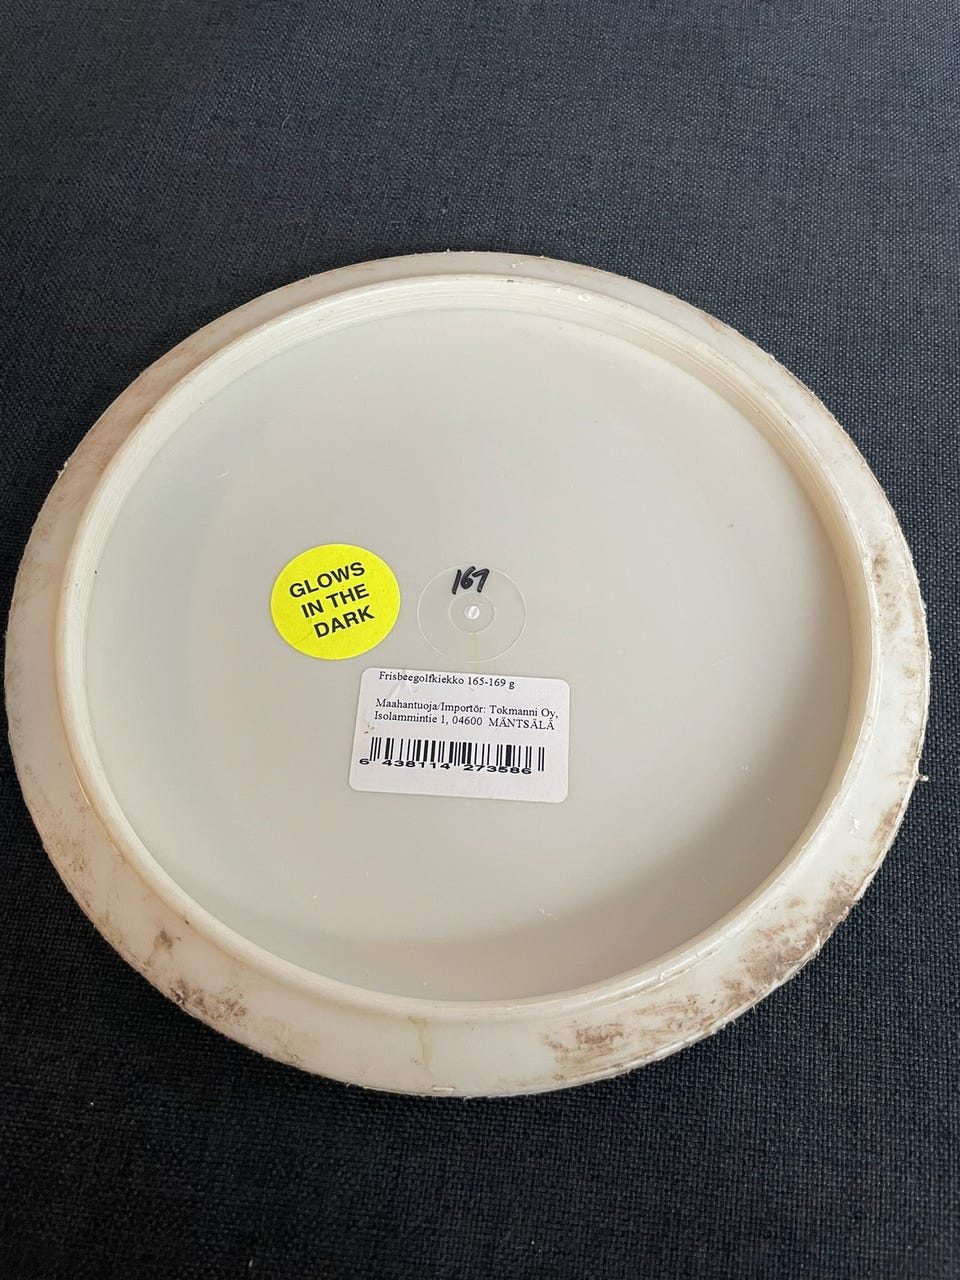 GLOWS
IN THE
DARK
167
Frisbeegolfkiekko 165-169 g
Maahantuoja/Importör: Tokmanni Oy,
Isolammintie 1, 04600 MÄNTSÄLÄ
6 438114 273586